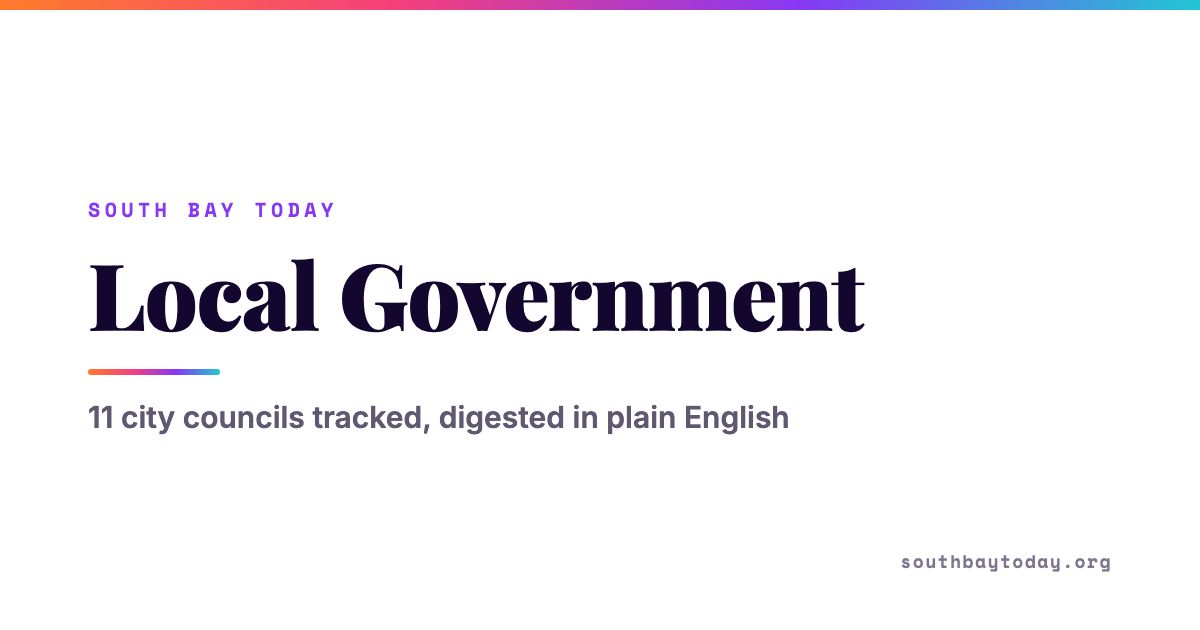 SOUTH BAY TODAY
Local Government
11 city councils tracked, digested in plain English
southbaytoday.org